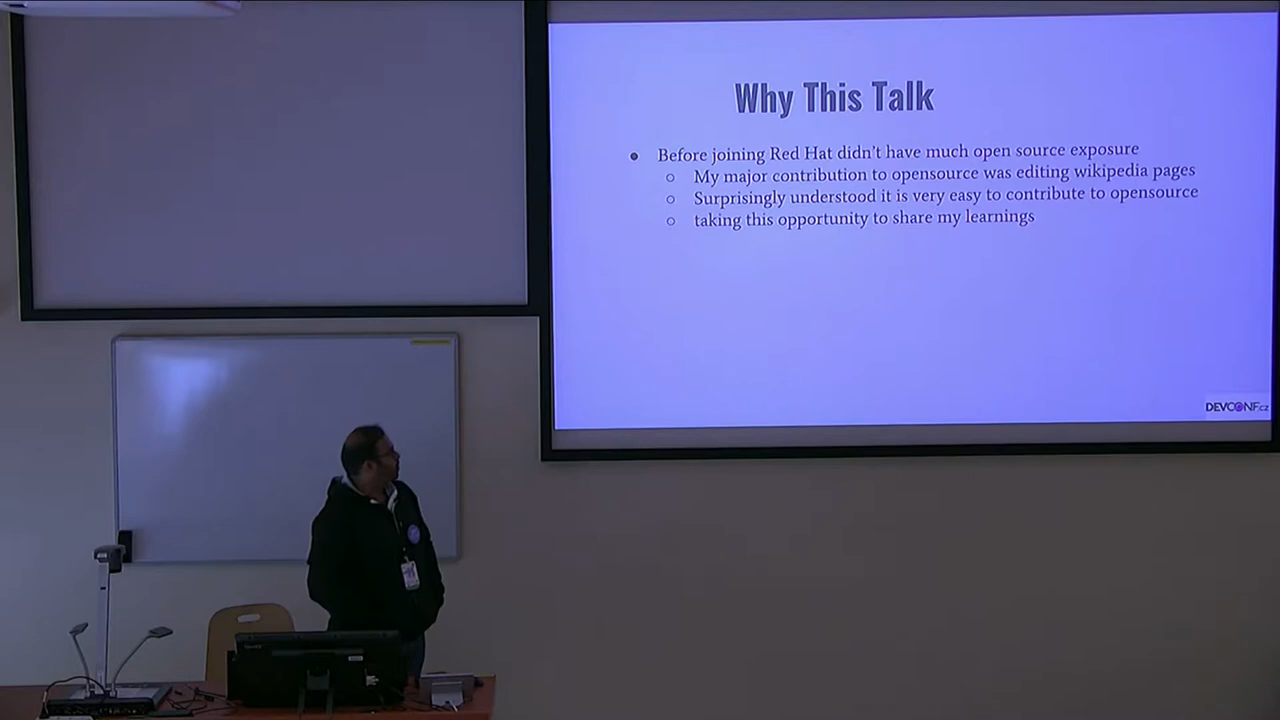 Why This Talk
Before joining Red Hat didn't have much open source exposure
My major contribution to opensource was editing wikipedia pages
Surprisingly understood it is very easy to contribute to opensource
taking this opportunity to share my learnings
DEVCONF.cz